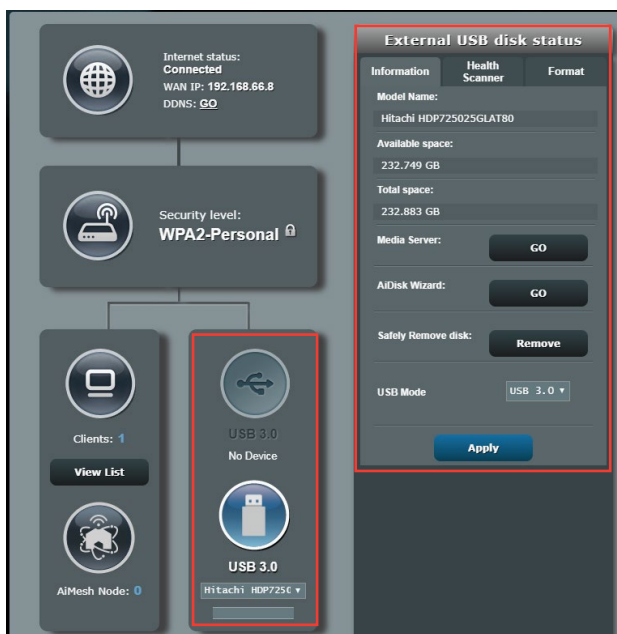 Internet status:
Connected
WAN IP: 192.168.66.8
DDNS: GO
Security level:
WPA2-Personal
Clients: 1
View List
AiMesh Node: 0
USB 3.0
No Device
USB 3.0
Hitachi HDP725C
External USB disk status
Information
Health
Scanner
Format
Model Name:
Hitachi HDP725025GLAT80
Available space:
232.749 GB
Total space:
232.883 GB
Media Server:
GO
AiDisk Wizard:
GO
Safely Remove disk:
Remove
USB Mode
USB 3.0
Apply